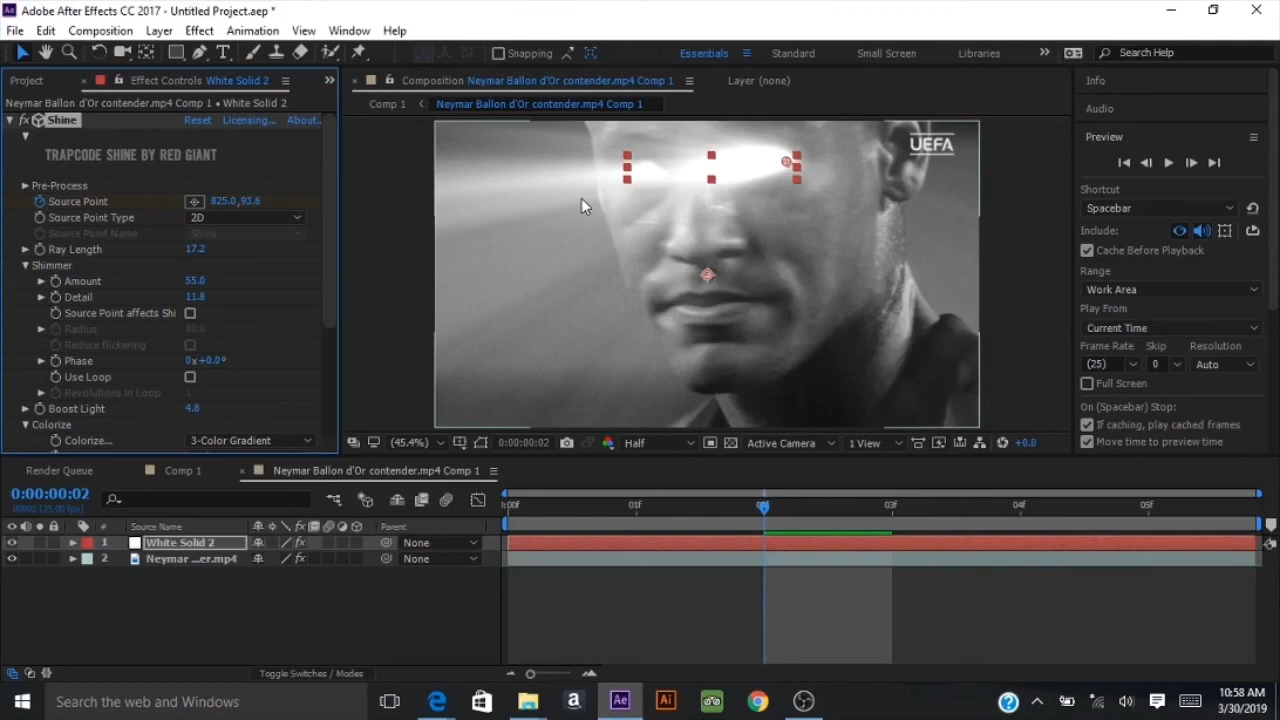 Adobe After Effects CC 2017 - Untitled Project.aep *
File Edit Composition Layer Effect Animation View Window Help
Snapping Essentials Standard Small Screen Libraries Search Help
Project Effect Controls White Solid 2
Neymar Ballon d'Or contender.mp4 Comp 1 • White Solid 2
fx Shine Reset Licensing... About...
TRAPCODE SHINE BY RED GIANT
Pre-Process
Source Point 825.0,93.6
Source Point Type 2D
Source Point Name Shine
Ray Length 17.2
Shimmer
Amount 55.0
Detail 11.8
Source Point affects Shi
Radius 80.0
Reduce flickering
Phase 0x+0.0°
Use Loop
Revolutions in Loop 1
Boost Light 4.8
Colorize
Colorize... 3-Color Gradient
Composition Neymar Ballon d'Or contender.mp4 Comp 1 Layer (none)
Comp 1 Neymar Ballon d'Or contender.mp4 Comp 1
UEFA
(45.4%) 0:00:00:02 Half Active Camera 1 View +0.0
Info
Audio
Preview
Shortcut
Spacebar
Include:
Cache Before Playback
Range
Work Area
Play From
Current Time
Frame Rate Skip Resolution
(25) 0 Auto
Full Screen
On (Spacebar) Stop:
If caching, play cached frames
Move time to preview time
Render Queue Comp 1 Neymar Ballon d'Or contender.mp4 Comp 1
0:00:00:02
00002 (25.00 fps)
# Source Name fx Parent
1 White Solid 2 fx None
2 Neymar ...er.mp4 fx None
0:00f 01f 02f 03f 04f 05f
Toggle Switches / Modes
Search the web and Windows
10:58 AM
3/30/2019